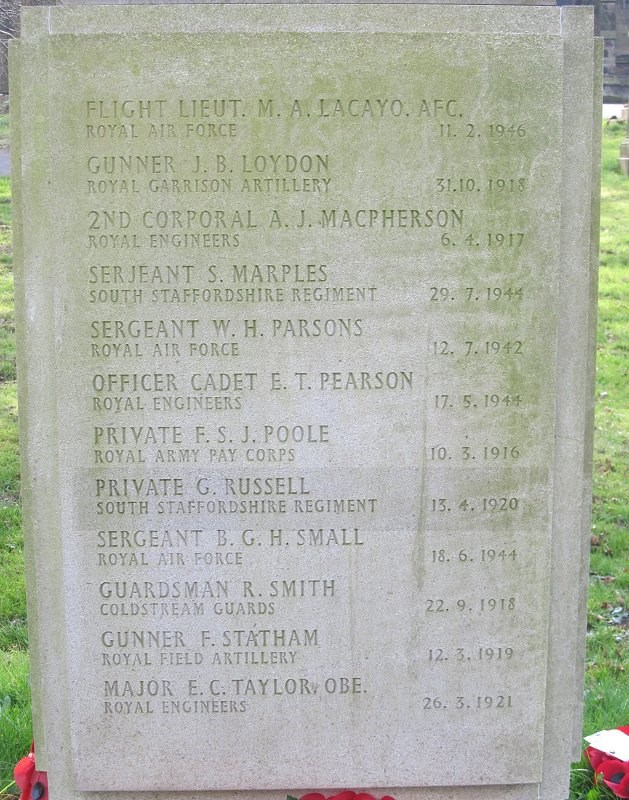 FLIGHT LIEUT. M. A. LACAYO. AFC.
ROYAL AIR FORCE 11. 2. 1946
GUNNER J. B. LOYDON
ROYAL GARRISON ARTILLERY 31.10. 1918
2ND CORPORAL A. J. MACPHERSON
ROYAL ENGINEERS 6. 4. 1917
SERJEANT S. MARPLES
SOUTH STAFFORDSHIRE REGIMENT 29. 7. 1944
SERGEANT W. H. PARSONS
ROYAL AIR FORCE 12. 7. 1942
OFFICER CADET E. T. PEARSON
ROYAL ENGINEERS 17. 5. 1944
PRIVATE F. S. J. POOLE
ROYAL ARMY PAY CORPS 10. 3. 1916
PRIVATE G. RUSSELL
SOUTH STAFFORDSHIRE REGIMENT 13. 4. 1920
SERGEANT B. G. H. SMALL
ROYAL AIR FORCE 18. 6. 1944
GUARDSMAN R. SMITH
COLDSTREAM GUARDS 22. 9. 1918
GUNNER F. STATHAM
ROYAL FIELD ARTILLERY 12. 3. 1919
MAJOR E. C. TAYLOR, OBE.
ROYAL ENGINEERS 26. 3. 1921